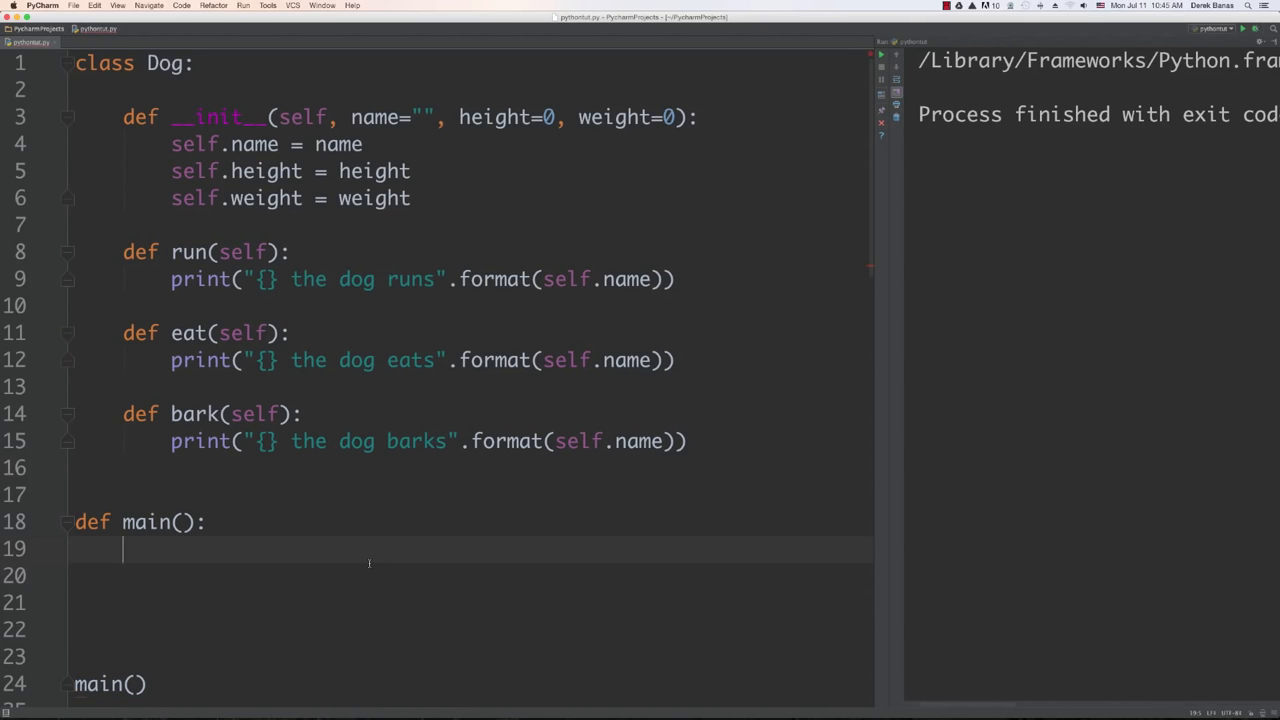 PyCharm File Edit View Navigate Code Refactor Run Tools VCS Window Help 10 Mon Jul 11 10:45 AM Derek Banas
pythontut.py - PycharmProjects - [~/PycharmProjects]
PycharmProjects pythontut.py pythontut
pythontut.py Run pythontut
1 class Dog:
2
3 def __init__(self, name="", height=0, weight=0):
4 self.name = name
5 self.height = height
6 self.weight = weight
7
8 def run(self):
9 print("{} the dog runs".format(self.name))
10
11 def eat(self):
12 print("{} the dog eats".format(self.name))
13
14 def bark(self):
15 print("{} the dog barks".format(self.name))
16
17
18 def main():
19
20
21
22
23
24 main()
/Library/Frameworks/Python.fra
Process finished with exit cod
19:5 LF÷ UTF-8÷